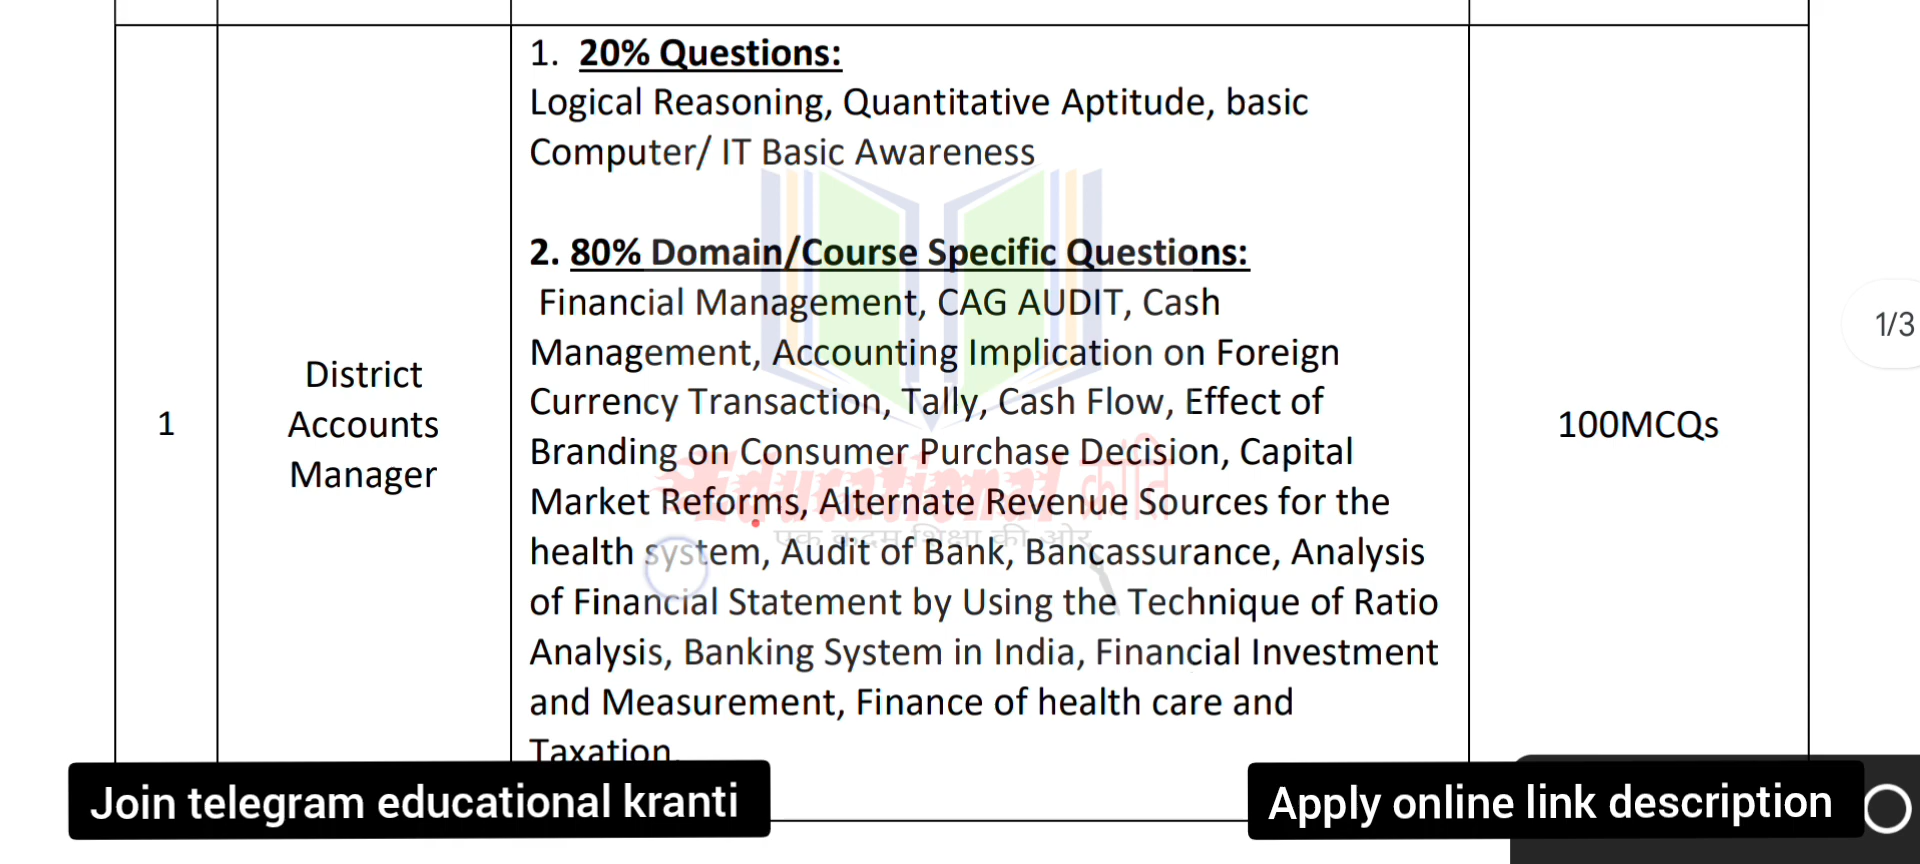 1. 20% Questions:
Logical Reasoning, Quantitative Aptitude, basic
Computer/ IT Basic Awareness
2. 80% Domain/Course Specific Questions:
Financial Management, CAG AUDIT, Cash
Management, Accounting Implication on Foreign
Currency Transaction, Tally, Cash Flow, Effect of
Branding on Consumer Purchase Decision, Capital
Market Reforms, Alternate Revenue Sources for the
health system, Audit of Bank, Bancassurance, Analysis
of Financial Statement by Using the Technique of Ratio
Analysis, Banking System in India, Financial Investment
and Measurement, Finance of health care and
Taxation.
1
District
Accounts
Manager
100MCQs
1/3
Educational क्रांति
एक कदम शिक्षा की ओर
Join telegram educational kranti
Apply online link description